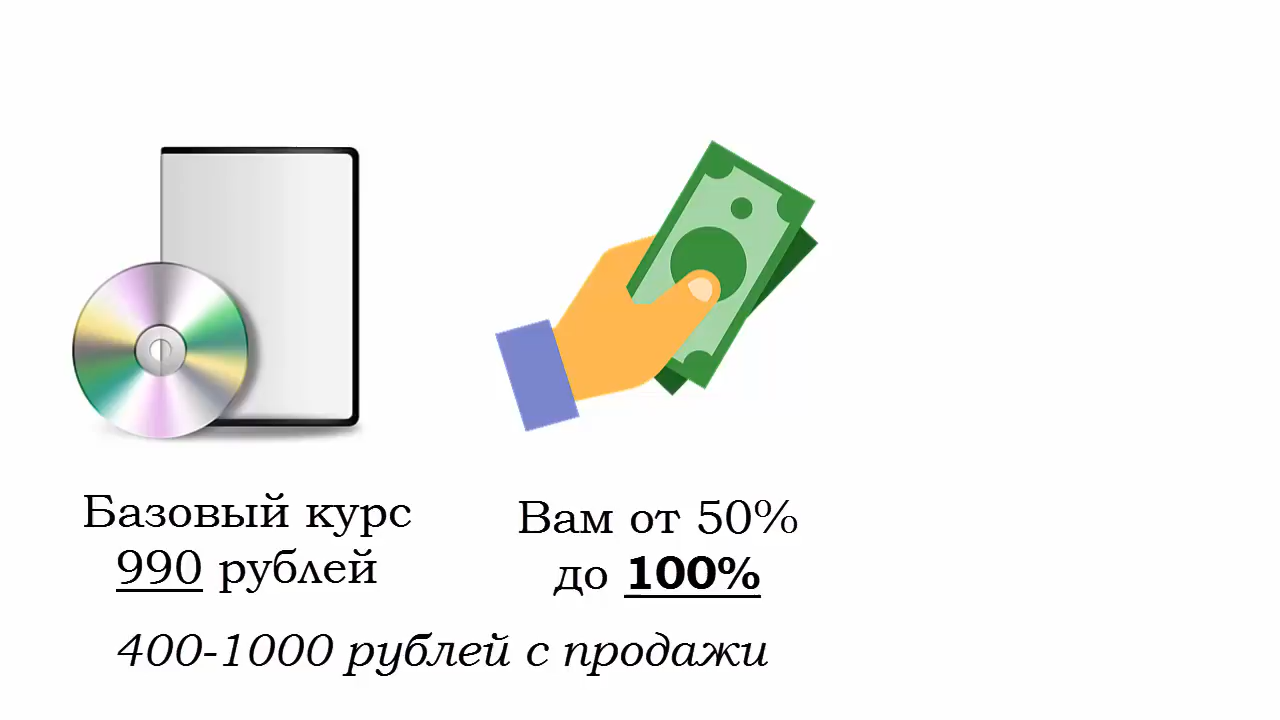 Базовый курс
990 рублей
Вам от 50%
до 100%
400-1000 рублей с продажи